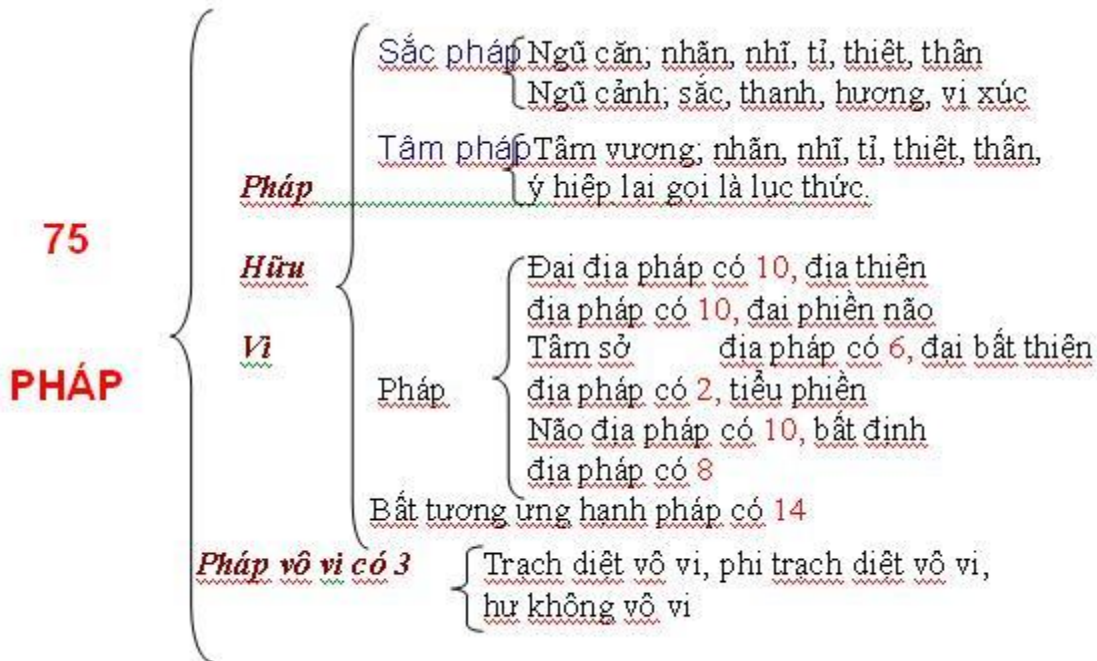 75
PHÁP
Pháp
Hữu
Vi
Sắc pháp
Ngũ căn; nhãn, nhĩ, tỉ, thiệt, thân
Ngũ cảnh; sắc, thanh, hương, vị xúc
Tâm pháp
Tâm vương; nhãn, nhĩ, tỉ, thiệt, thân,
ý hiệp lại gọi là lục thức.
Pháp
Đại địa pháp có 10, địa thiện
địa pháp có 10, đại phiền não
Tâm sở địa pháp có 6, đại bất thiện
địa pháp có 2, tiểu phiền
Não địa pháp có 10, bất định
địa pháp có 8
Bất tương ưng hạnh pháp có 14
Pháp vô vi có 3
Trạch diệt vô vi, phi trạch diệt vô vi,
hư không vô vi